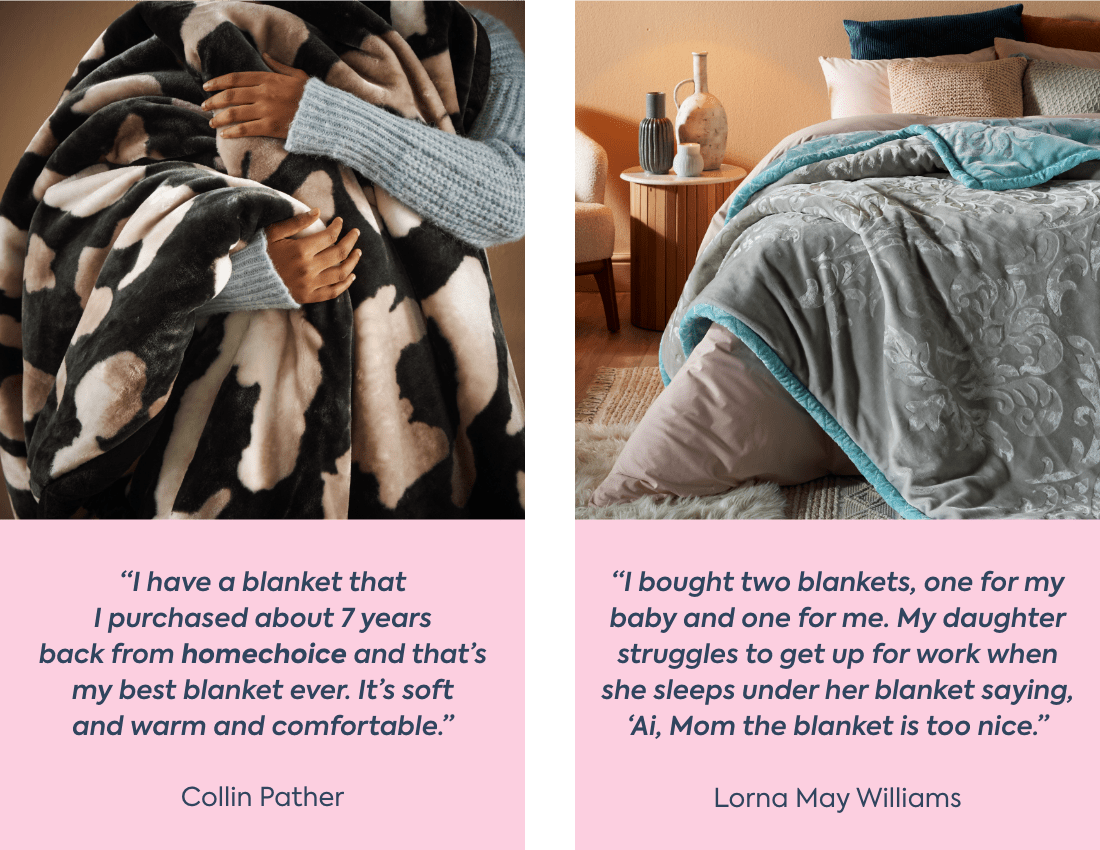 “I have a blanket that
I purchased about 7 years
back from homechoice and that’s
my best blanket ever. It’s soft
and warm and comfortable.”
Collin Pather
“I bought two blankets, one for my
baby and one for me. My daughter
struggles to get up for work when
she sleeps under her blanket saying,
‘Ai, Mom the blanket is too nice.”
Lorna May Williams